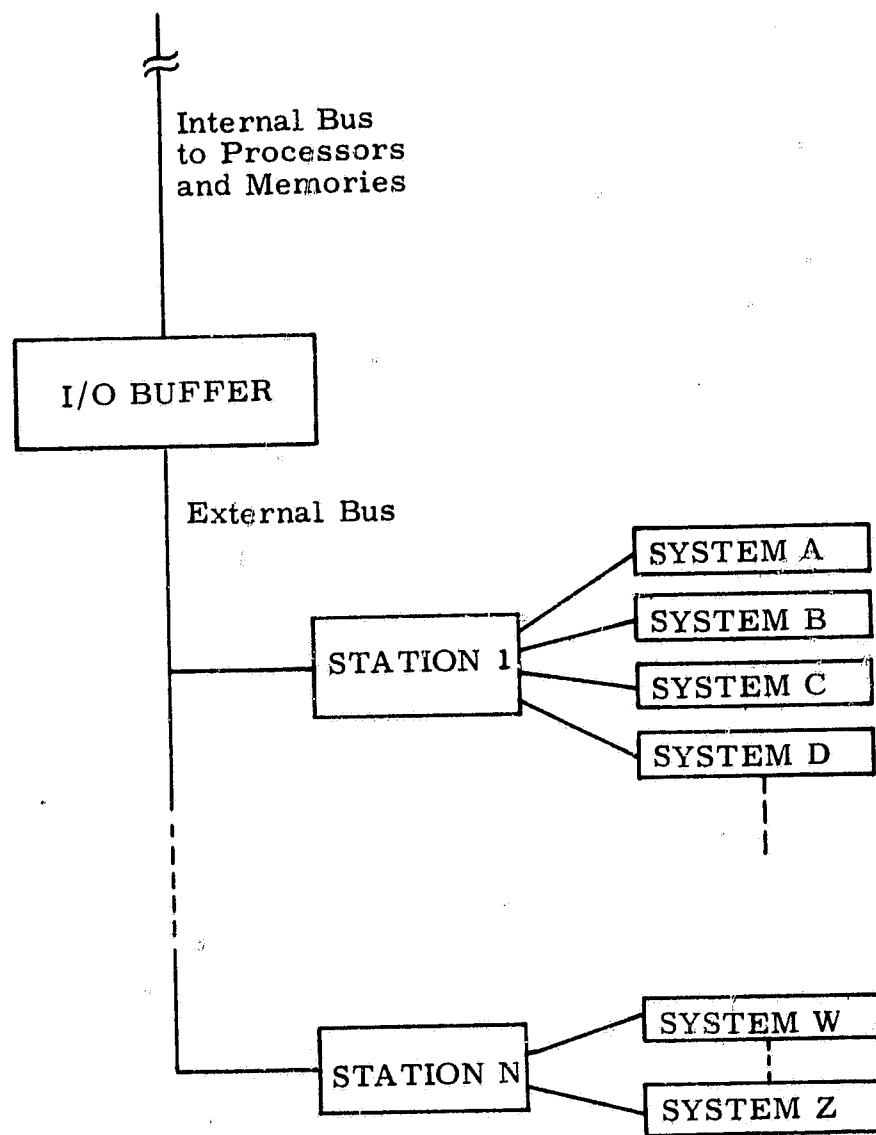 Internal Bus
to Processors
and Memories
I/O BUFFER
External Bus
SYSTEM A
SYSTEM B
STATION 1
SYSTEM C
SYSTEM D
SYSTEM W
STATION N
SYSTEM Z